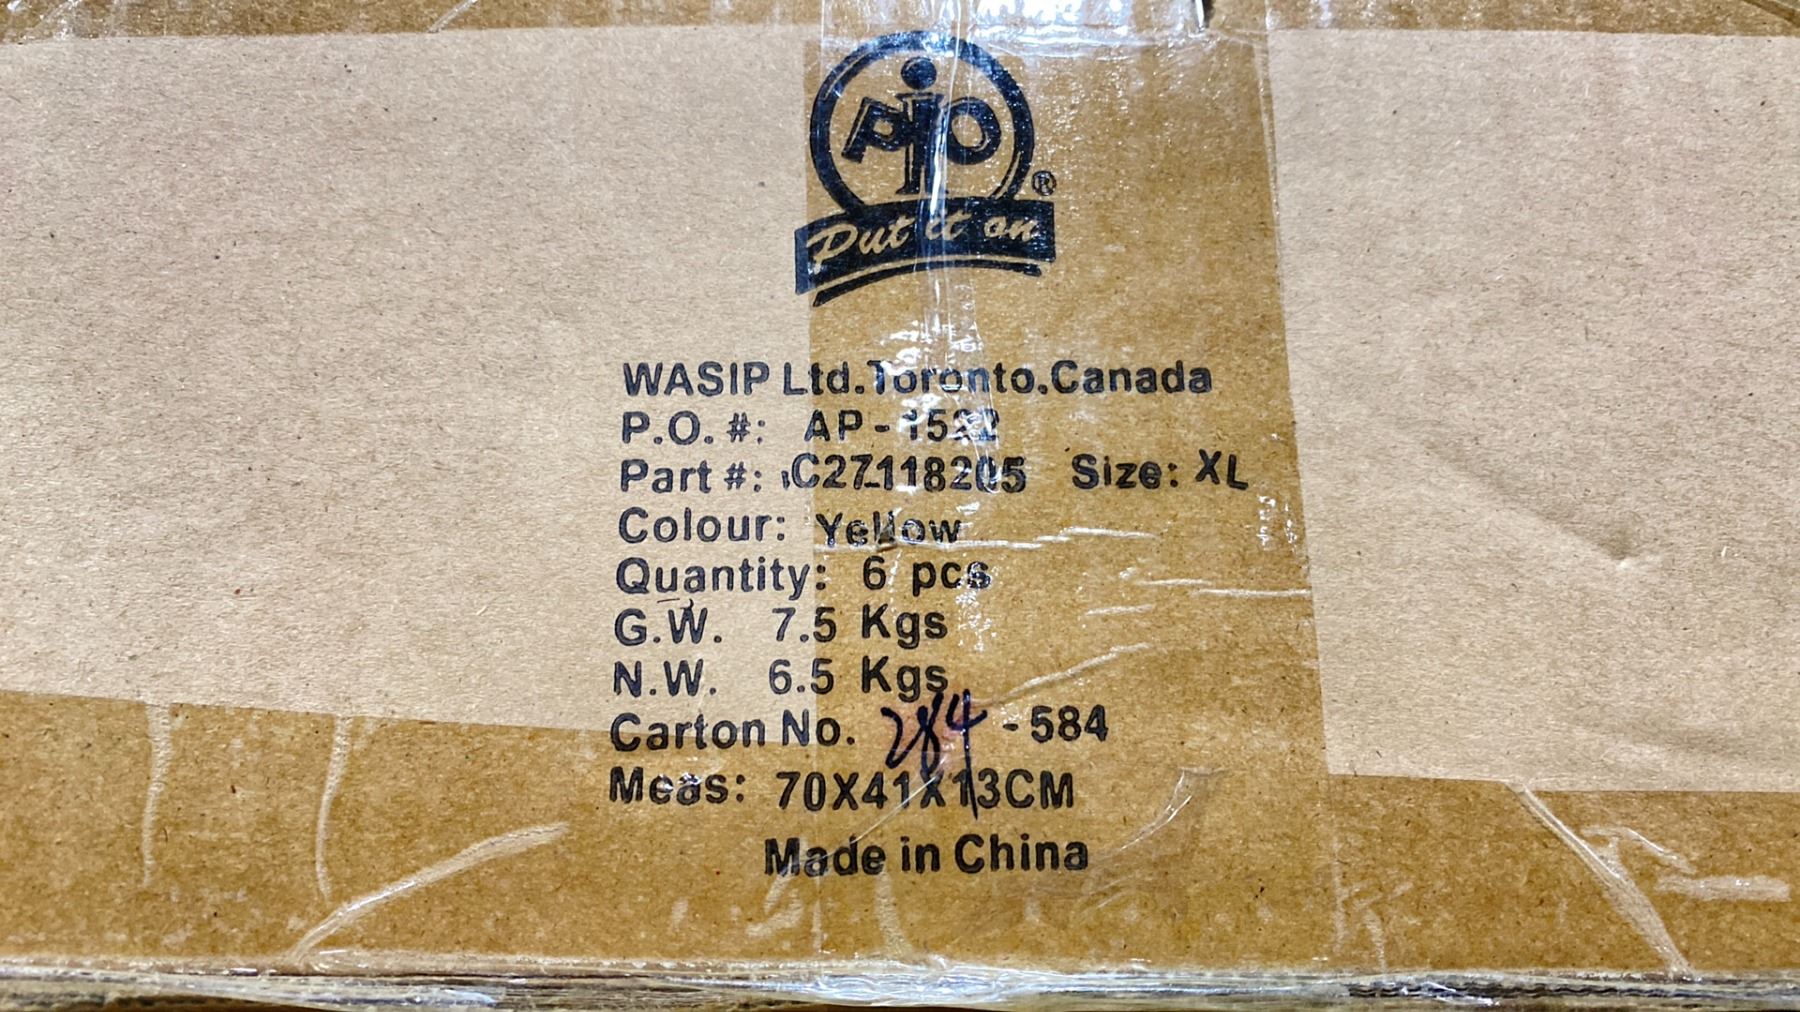 pio
®
Put it on
WASIP Ltd.Toronto,Canada
P.O. #: AP - 1522
Part #: C27118205 Size: XL
Colour: Yellow
Quantity: 6 pcs
G.W. 7.5 Kgs
N.W. 6.5 Kgs
Carton No. 284 - 584
Meas: 70X41X13CM
Made in China